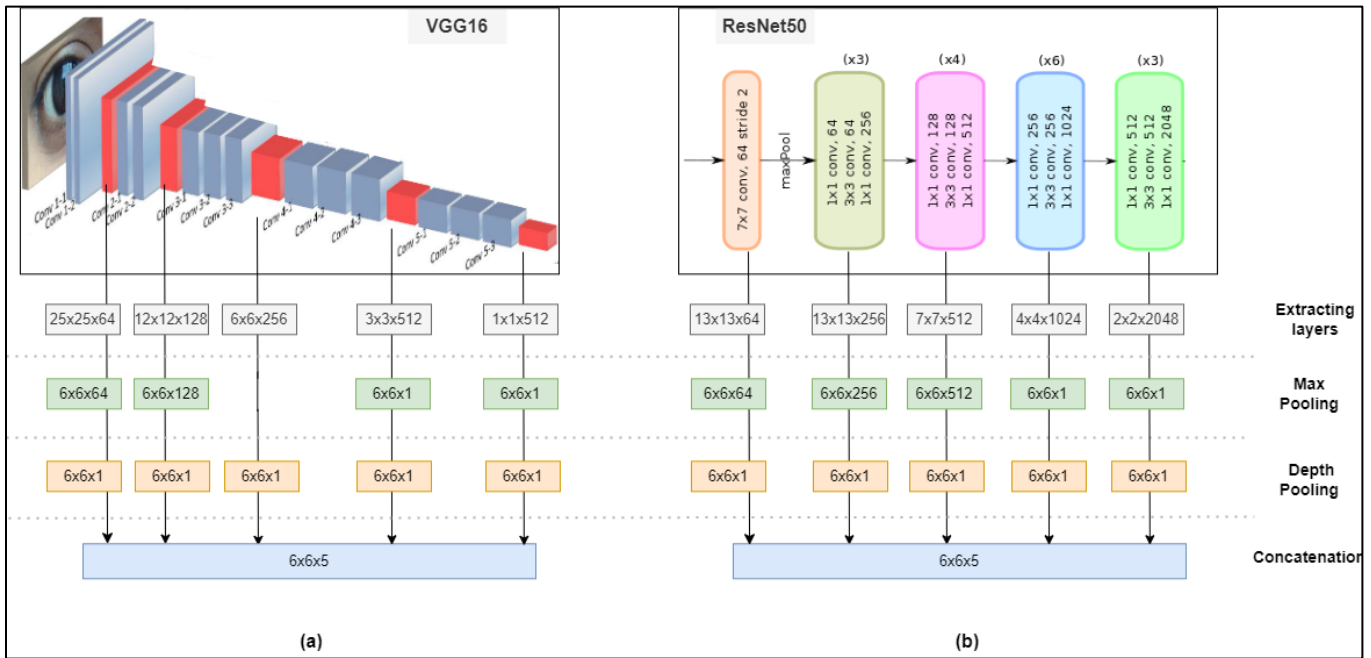 VGG16
Conv 1-1
Conv 1-2
Conv 2-1
Conv 2-2
Conv 3-1
Conv 3-2
Conv 3-3
Conv 4-1
Conv 4-2
Conv 4-3
Conv 5-1
Conv 5-2
Conv 5-3
25x25x64
12x12x128
6x6x256
3x3x512
1x1x512
6x6x64
6x6x128
6x6x1
6x6x1
6x6x1
6x6x1
6x6x1
6x6x1
6x6x1
6x6x5
(a)
ResNet50
7x7 conv, 64 stride 2
maxPool
(x3)
1x1 conv, 64
3x3 conv, 64
1x1 conv, 256
(x4)
1x1 conv, 128
3x3 conv, 128
1x1 conv, 512
(x6)
1x1 conv, 256
3x3 conv, 256
1x1 conv, 1024
(x3)
1x1 conv, 512
3x3 conv, 512
1x1 conv, 2048
13x13x64
13x13x256
7x7x512
4x4x1024
2x2x2048
Extracting
layers
6x6x64
6x6x256
6x6x512
6x6x1
6x6x1
Max
Pooling
6x6x1
6x6x1
6x6x1
6x6x1
6x6x1
Depth
Pooling
6x6x5
Concatenation
(b)